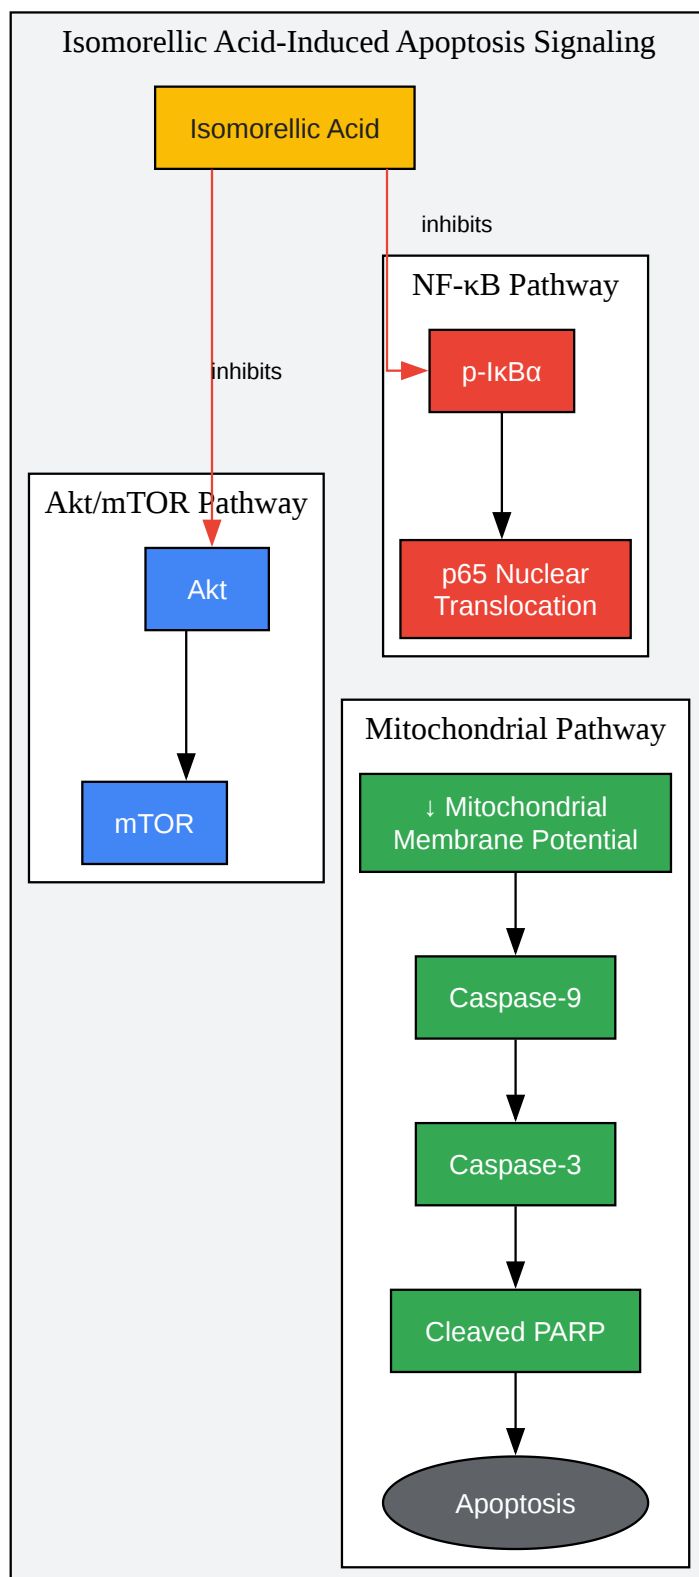 Isomorellic Acid-Induced Apoptosis Signaling
Isomorellic Acid
inhibits
NF-κB Pathway
p-IκBα
inhibits
Akt/mTOR Pathway
Akt
p65 Nuclear
Translocation
mTOR
Mitochondrial Pathway
↓ Mitochondrial
Membrane Potential
Caspase-9
Caspase-3
Cleaved PARP
Apoptosis